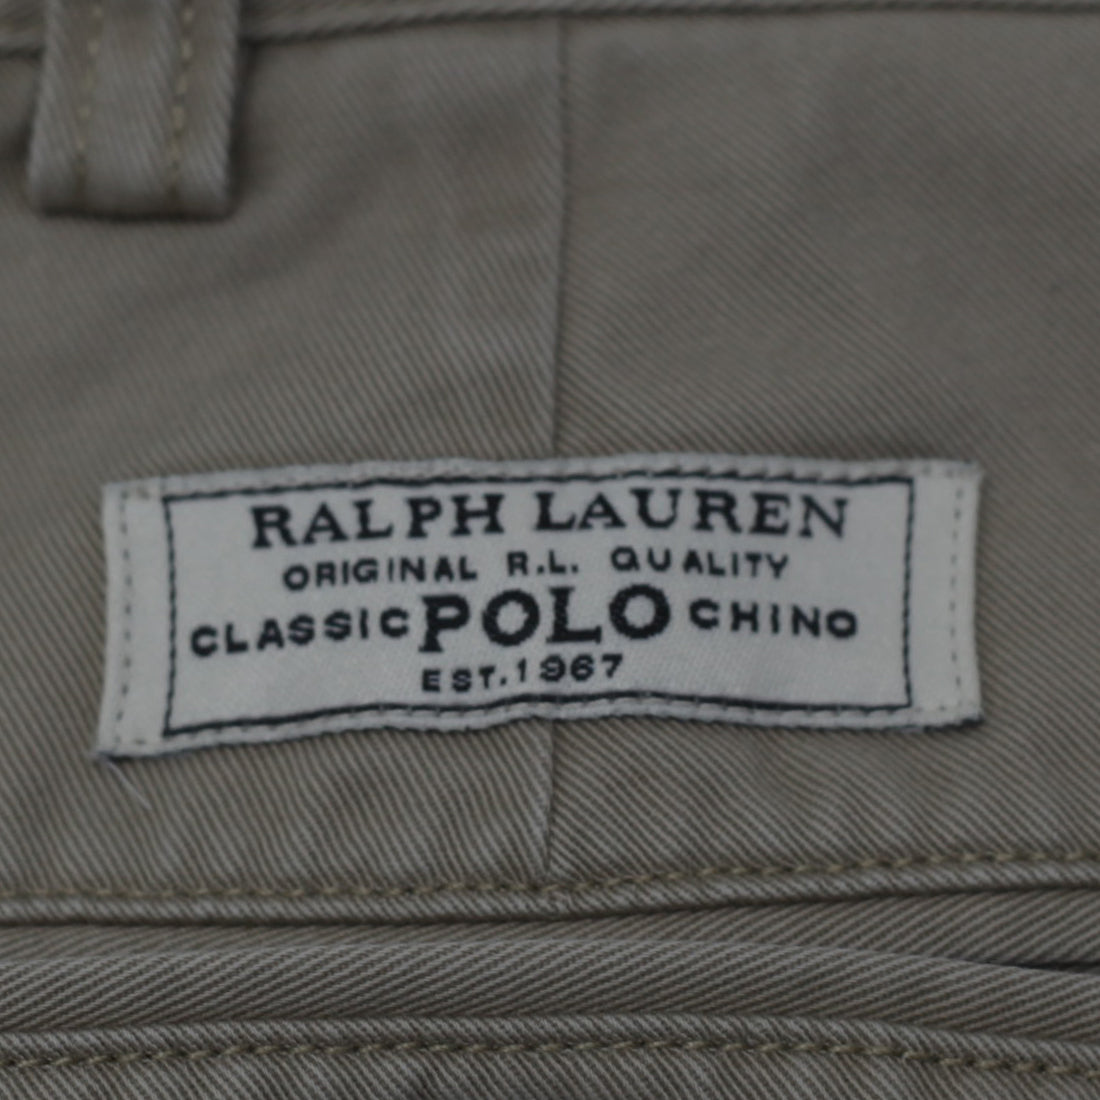 RALPH LAUREN
ORIGINAL R.L. QUALITY
CLASSIC POLO CHINO
EST. 1967